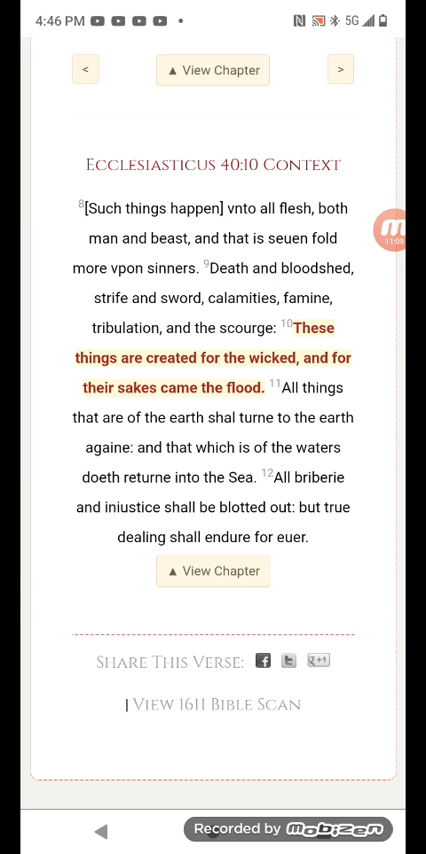 4:46 PM
5G
< ▲ View Chapter >
Ecclesiasticus 40:10 Context
8[Such things happen] vnto all flesh, both
man and beast, and that is seuen fold
more vpon sinners. 9Death and bloodshed,
strife and sword, calamities, famine,
tribulation, and the scourge: 10These
things are created for the wicked, and for
their sakes came the flood. 11All things
that are of the earth shal turne to the earth
againe: and that which is of the waters
doeth returne into the Sea. 12All briberie
and iniustice shall be blotted out: but true
dealing shall endure for euer.
▲ View Chapter
Share This Verse: f t g+1
| View 1611 Bible Scan
m
11:09
Recorded by mobizen